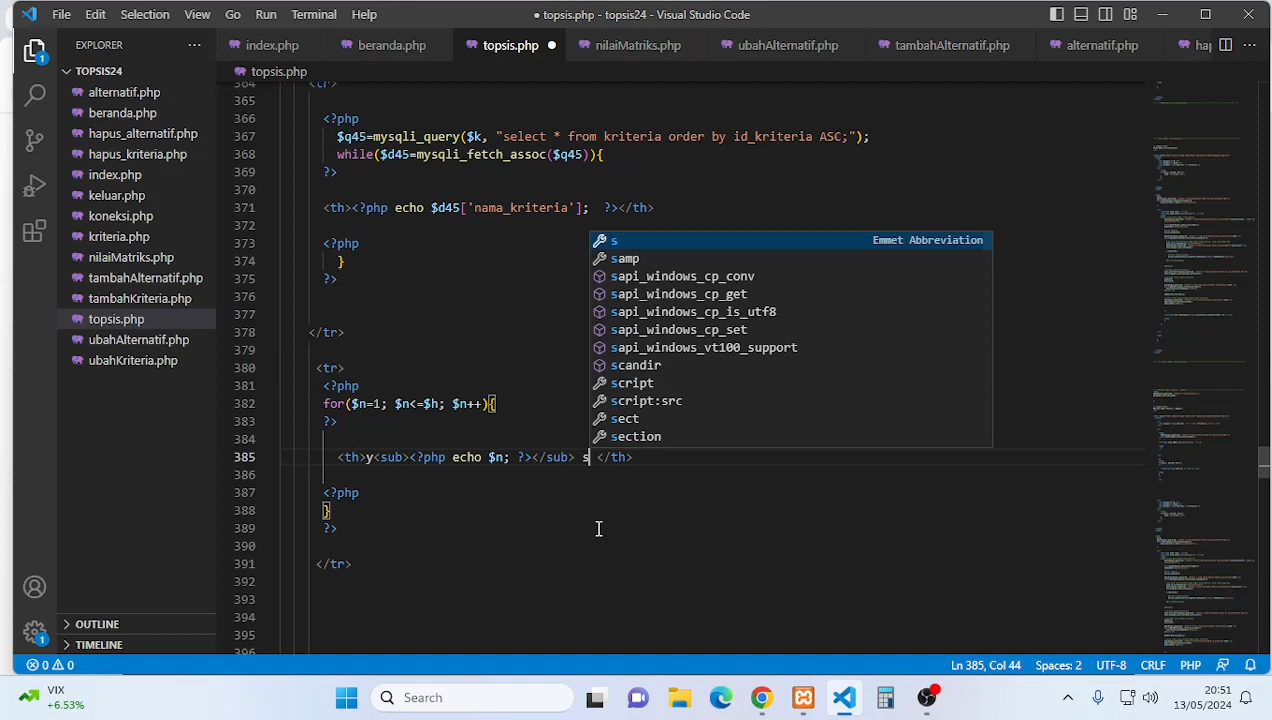 File Edit Selection View Go Run Terminal Help
● topsis.php - topsis24 - Visual Studio Code
EXPLORER
index.php beranda.php topsis.php nilaiMatriks.php ubahAlternatif.php tambahAlternatif.php alternatif.php hap
TOPSIS24
topsis.php
alternatif.php
beranda.php
hapus_alternatif.php
hapus_kriteria.php
index.php
keluar.php
koneksi.php
kriteria.php
nilaiMatriks.php
tambahAlternatif.php
tambahKriteria.php
topsis.php
ubahAlternatif.php
ubahKriteria.php
OUTLINE
TIMELINE
364 <tr>
365
366 <?php
367 $q45=mysqli_query($k, "select * from kriteria order by id_kriteria ASC;");
368 while($d45=mysqli_fetch_assoc($q45)){
369 ?>
370
371 <th><?php echo $d45['nama_kriteria']; ?></th>
372
373 <?php
374 }
375 ?>
376
377
378 </tr>
379
380 <tr>
381 <?php
382 for($n=1; $n<=$h; $n++){
383 ?>
384
385 <th>y<sub><?php echo $n; ?></sub> s </th>
386
387 <?php
388 }
389 ?>
390
391 </tr>
392
393
394
395
396
s Emmet Abbreviation
samp
sapi_windows_cp_conv
sapi_windows_cp_get
sapi_windows_cp_is_utf8
sapi_windows_cp_set
sapi_windows_vt100_support
scandir
script
script:src
sect
section
0 0
Ln 385, Col 44 Spaces: 2 UTF-8 CRLF PHP
VIX
+6.53%
Search
20:51
13/05/2024